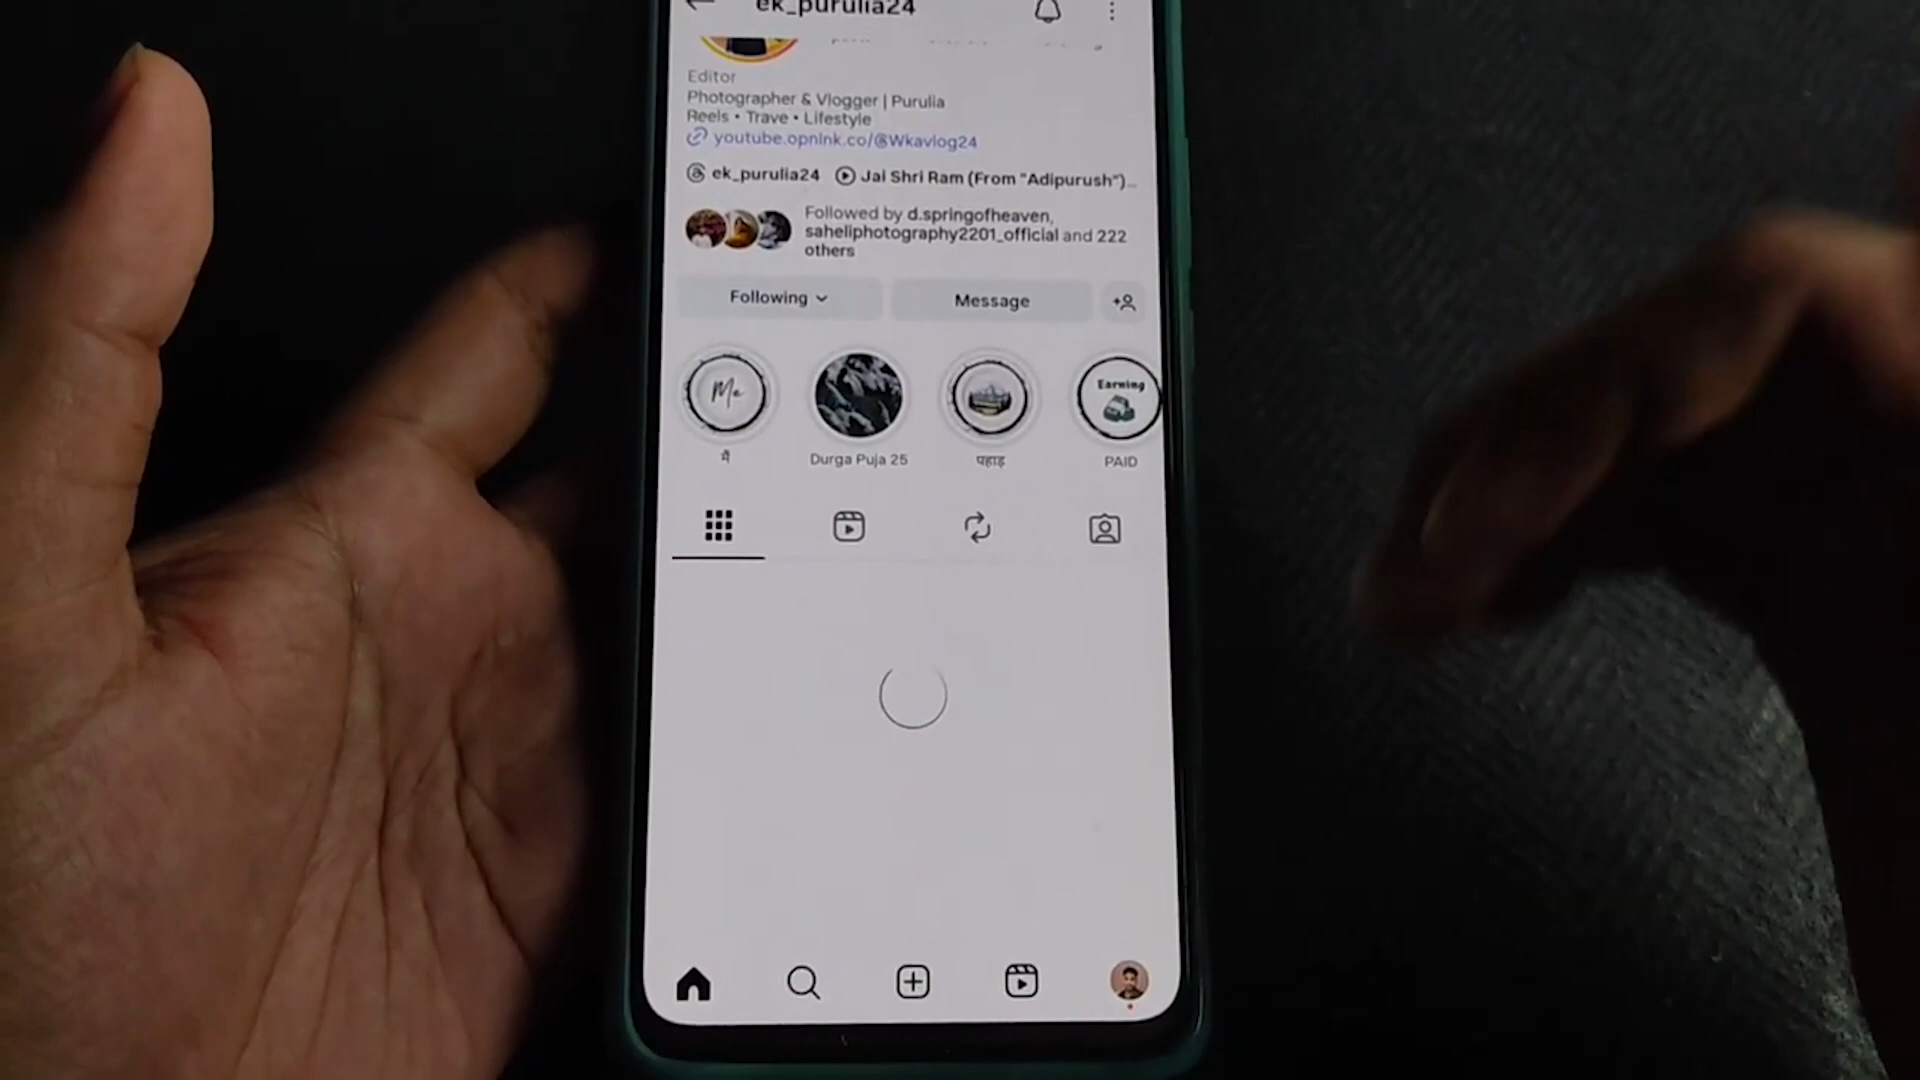 ek_purulia24
Editor
Photographer & Vlogger | Purulia
Reels • Trave • Lifestyle
youtube.opnlnk.co/@Wkavlog24
ek_purulia24 Jai Shri Ram (From "Adipurush")...
Followed by d.springofheaven,
saheliphotography2201_official and 222
others
Following Message
Me Earning
मैं Durga Puja 25 पहाड़ PAID